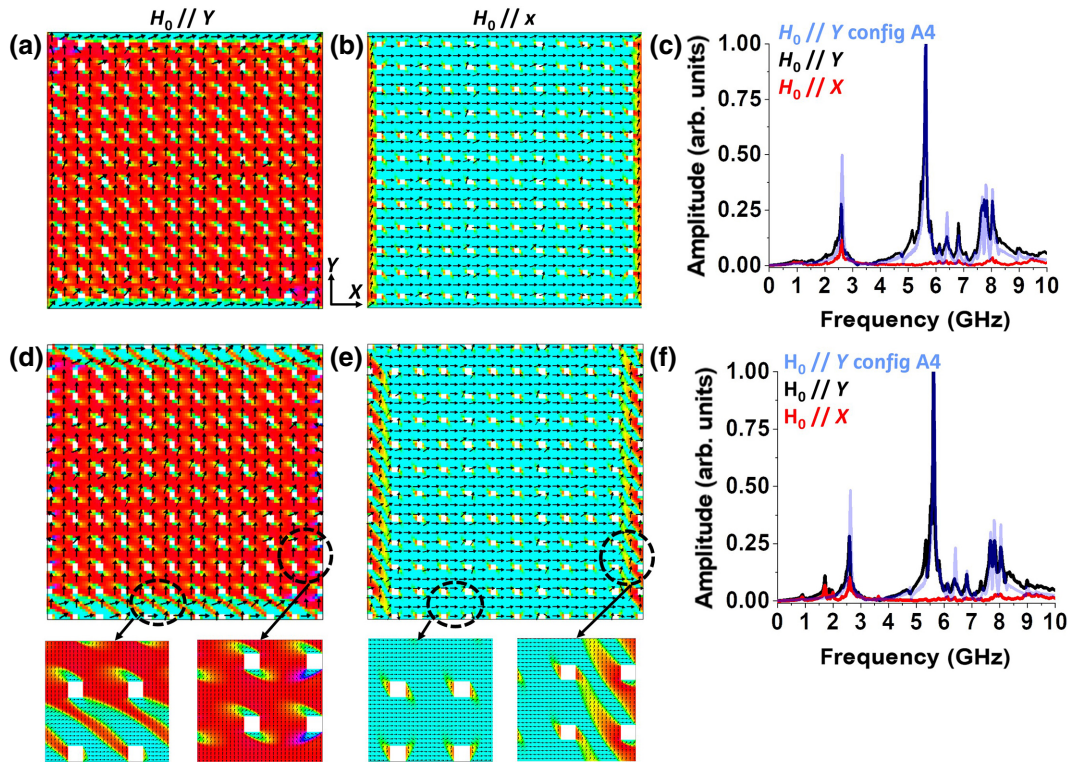 H₀ // Y
H₀ // x
(a)
(b)
(c)
H₀ // Y config A4
H₀ // Y
H₀ // X
Amplitude (arb. units)
1.00
0.75
0.50
0.25
0.00
0 1 2 3 4 5 6 7 8 9 10
Frequency (GHz)
Y
X
(d)
(e)
(f)
H₀ // Y config A4
H₀ // Y
H₀ // X
Amplitude (arb. units)
1.00
0.75
0.50
0.25
0.00
0 1 2 3 4 5 6 7 8 9 10
Frequency (GHz)